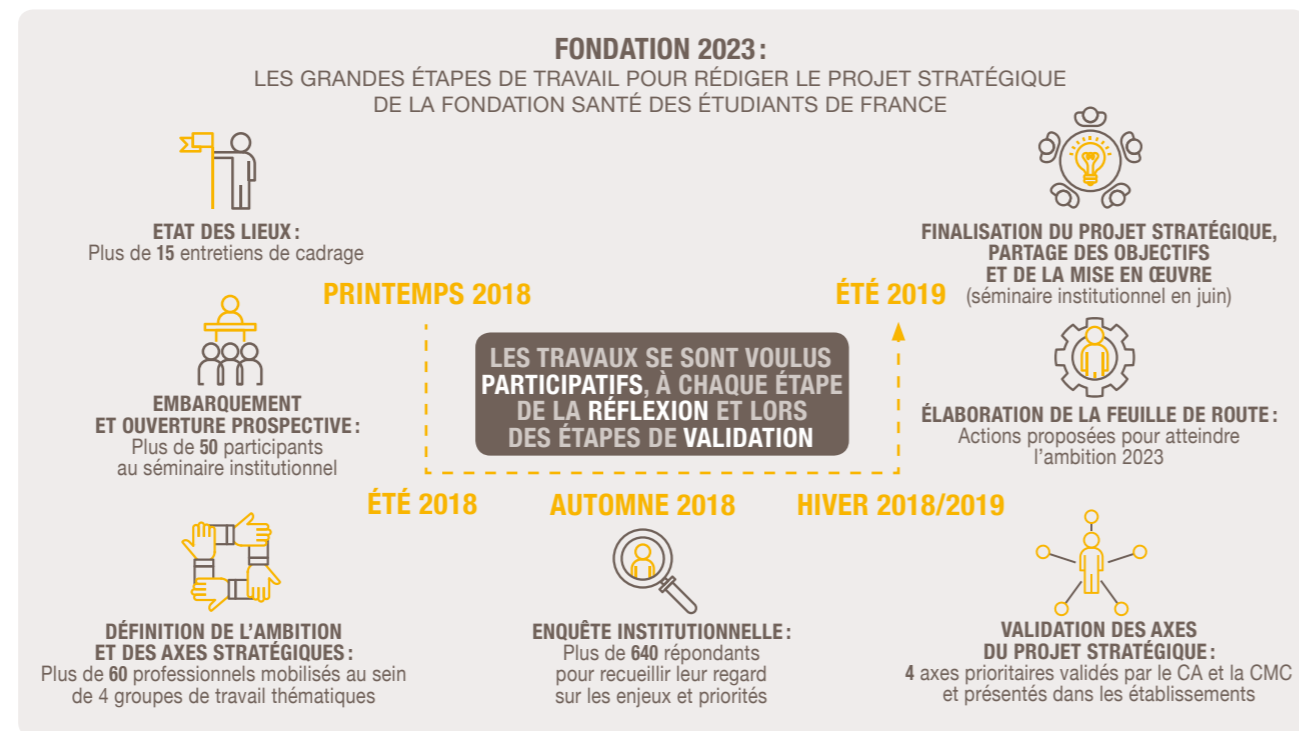 FONDATION 2023 :
LES GRANDES ÉTAPES DE TRAVAIL POUR RÉDIGER LE PROJET STRATÉGIQUE
DE LA FONDATION SANTÉ DES ÉTUDIANTS DE FRANCE
ETAT DES LIEUX :
Plus de 15 entretiens de cadrage
PRINTEMPS 2018
EMBARQUEMENT
ET OUVERTURE PROSPECTIVE :
Plus de 50 participants
au séminaire institutionnel
ÉTÉ 2018
DÉFINITION DE L'AMBITION
ET DES AXES STRATÉGIQUES :
Plus de 60 professionnels mobilisés au sein
de 4 groupes de travail thématiques
LES TRAVAUX SE SONT VOULUS
PARTICIPATIFS, À CHAQUE ÉTAPE
DE LA RÉFLEXION ET LORS
DES ÉTAPES DE VALIDATION
AUTOMNE 2018
ENQUÊTE INSTITUTIONNELLE :
Plus de 640 répondants
pour recueillir leur regard
sur les enjeux et priorités
HIVER 2018/2019
VALIDATION DES AXES
DU PROJET STRATÉGIQUE :
4 axes prioritaires validés par le CA et la CMC
et présentés dans les établissements
ÉLABORATION DE LA FEUILLE DE ROUTE :
Actions proposées pour atteindre
l'ambition 2023
ÉTÉ 2019
FINALISATION DU PROJET STRATÉGIQUE,
PARTAGE DES OBJECTIFS
ET DE LA MISE EN ŒUVRE
(séminaire institutionnel en juin)